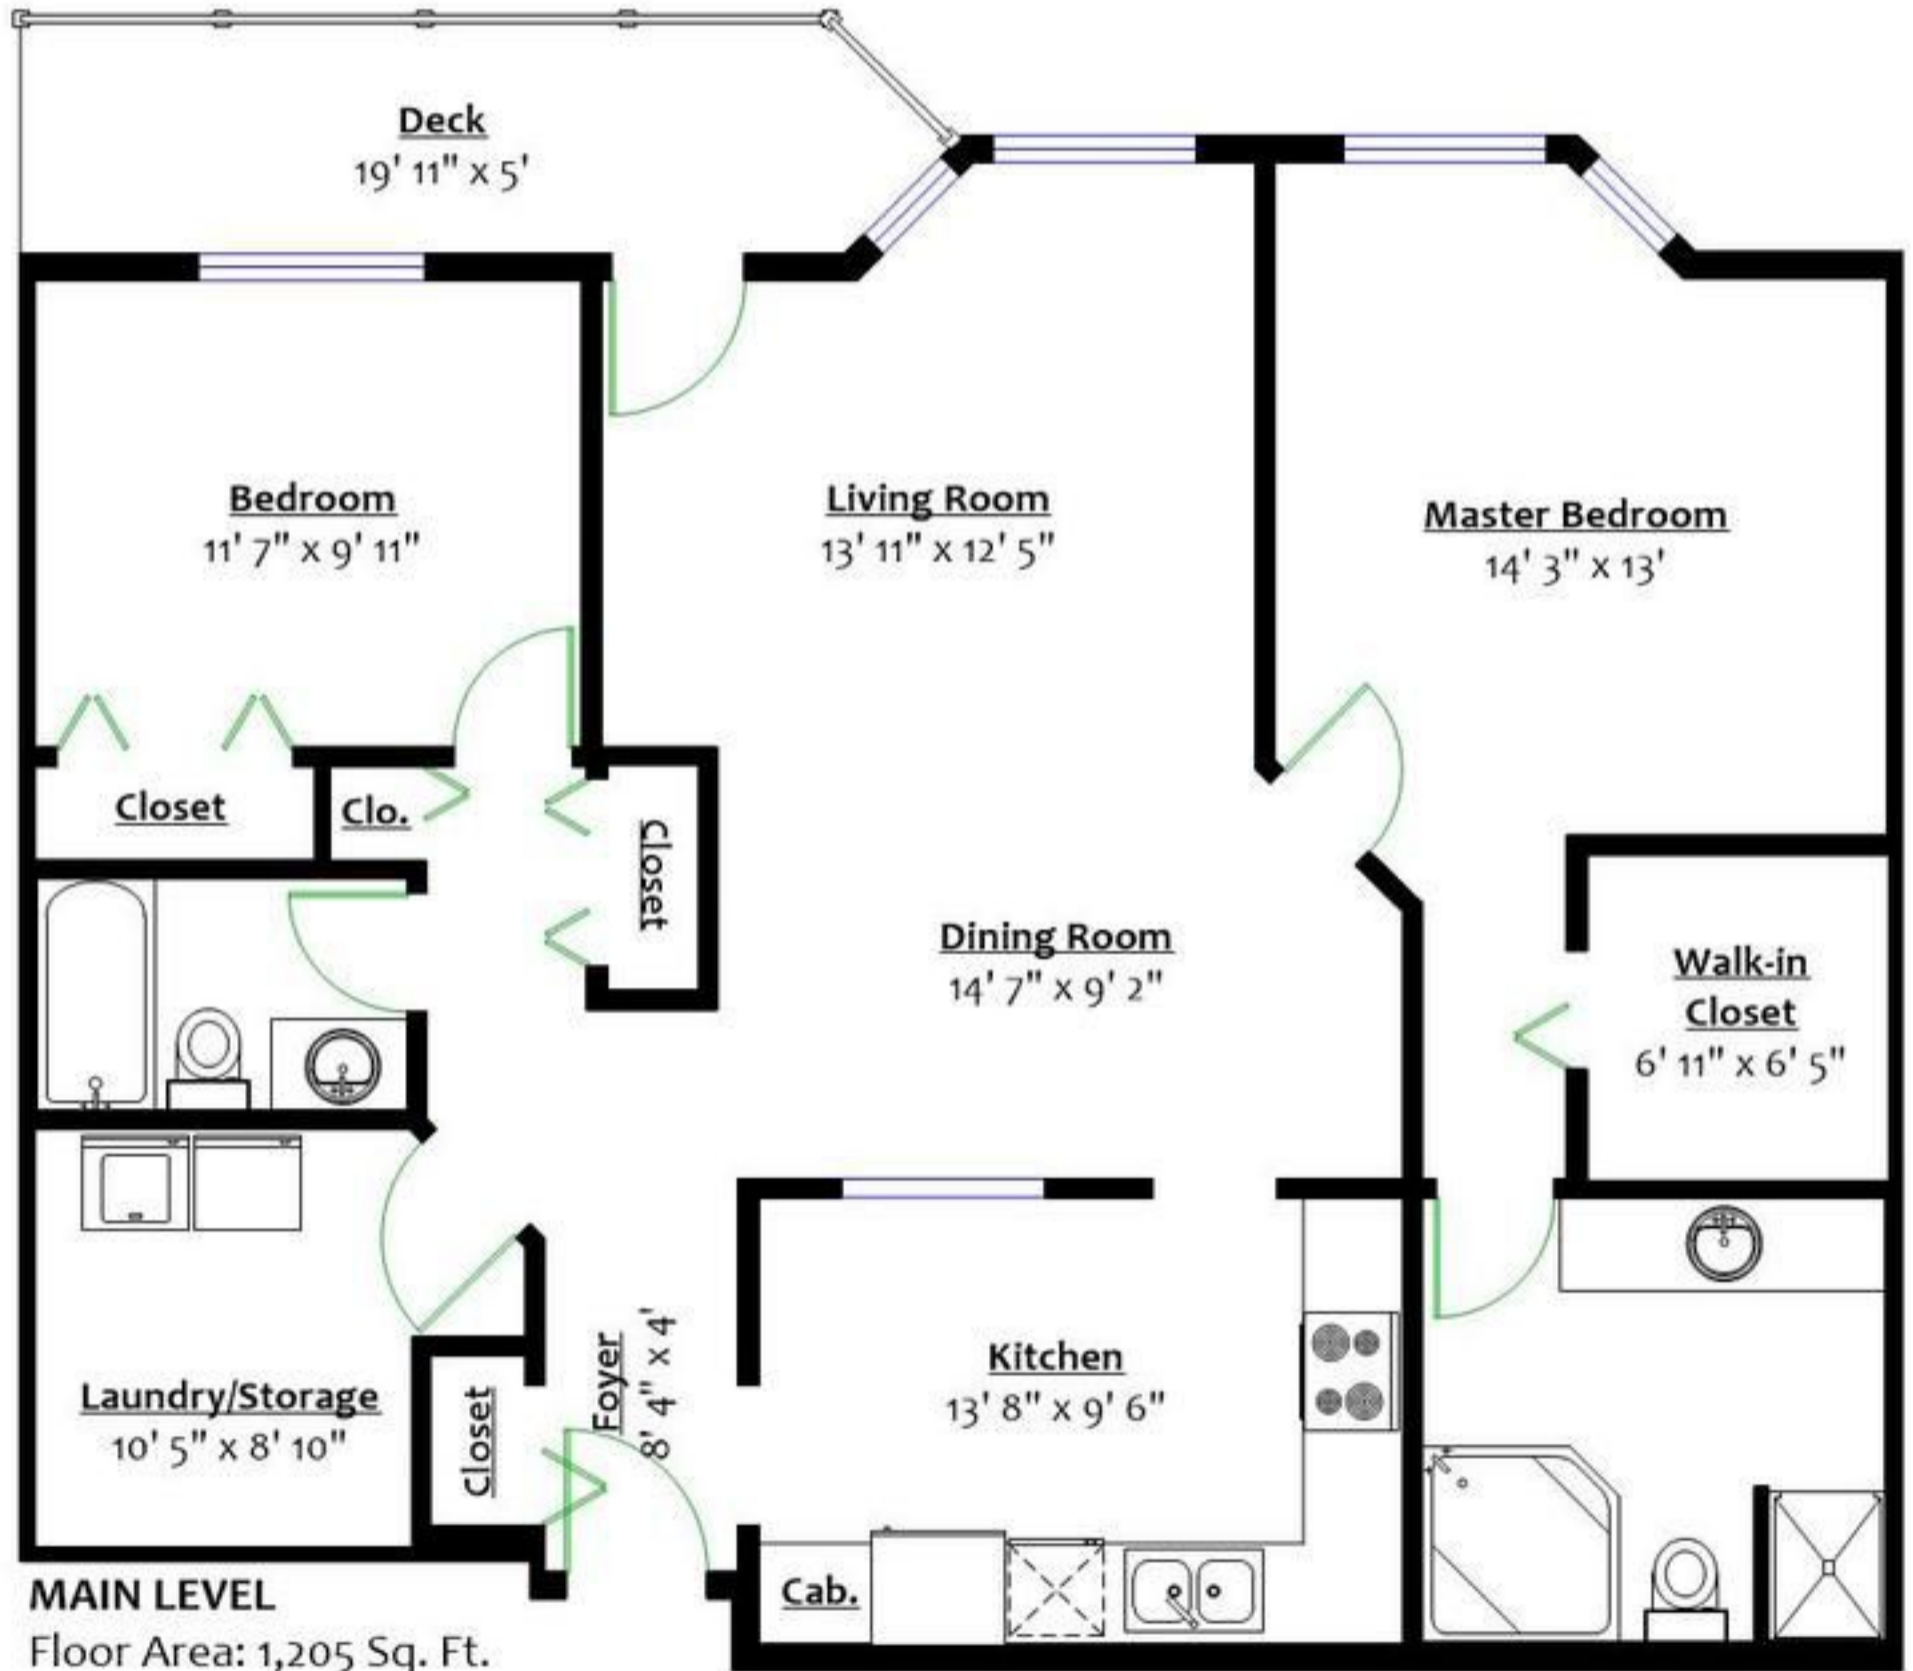 Deck
19' 11" x 5'
Bedroom
11' 7" x 9' 11"
Living Room
13' 11" x 12' 5"
Master Bedroom
14' 3" x 13'
Closet
Clo.
Closet
Dining Room
14' 7" x 9' 2"
Walk-in
Closet
6' 11" x 6' 5"
Laundry/Storage
10' 5" x 8' 10"
Closet
Foyer
8' 4" x 4'
Kitchen
13' 8" x 9' 6"
Cab.
MAIN LEVEL
Floor Area: 1,205 Sq. Ft.